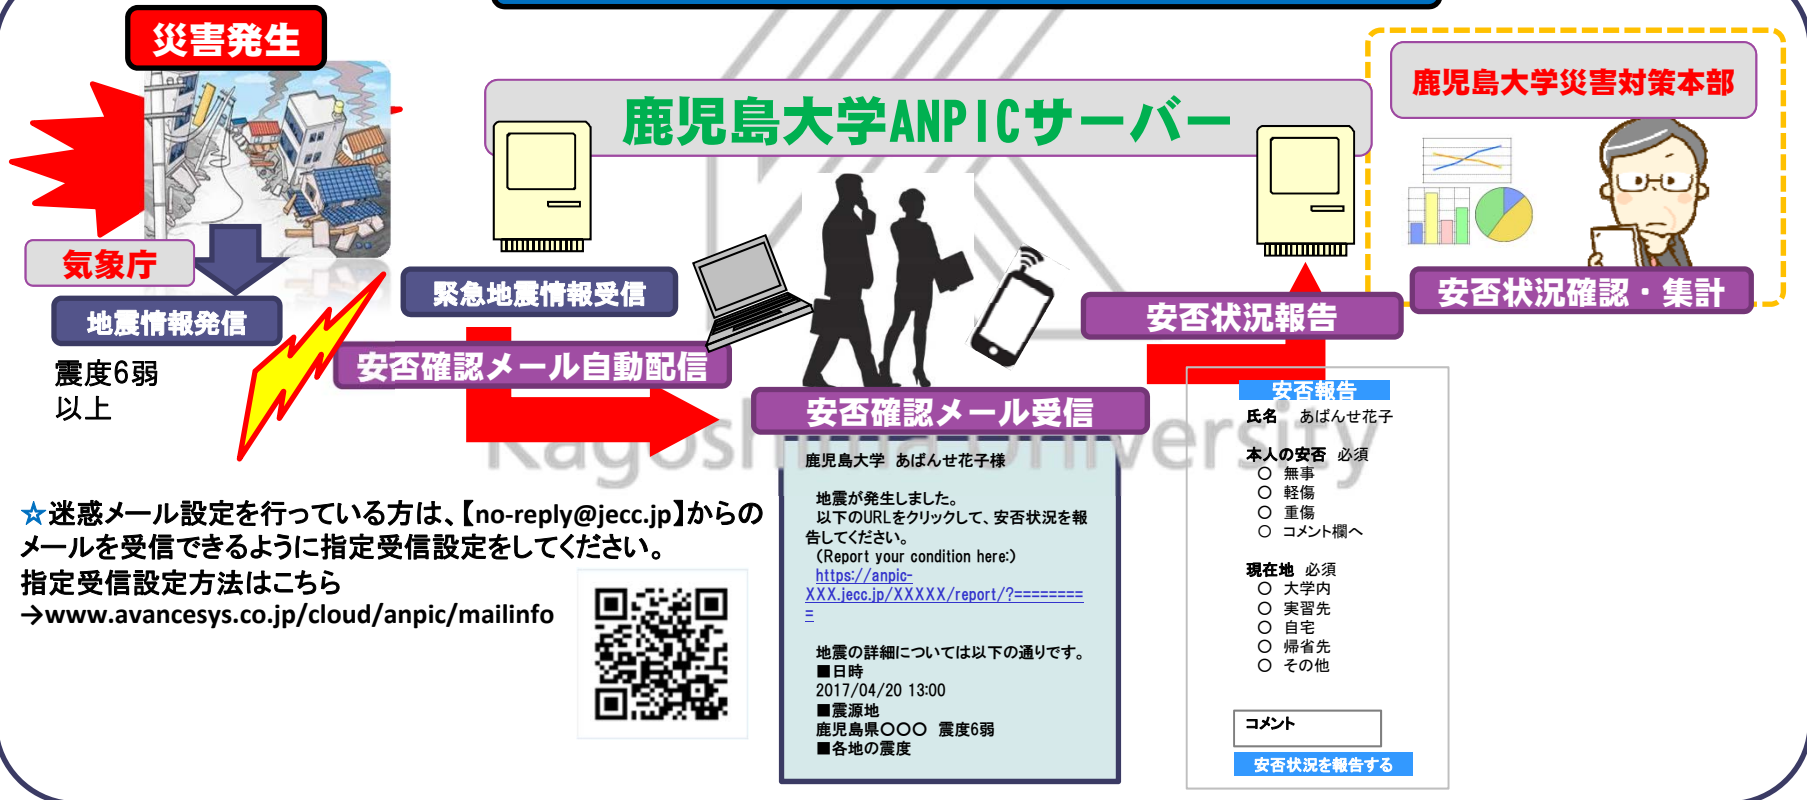 災害発生
鹿児島大学ANPICサーバー
鹿児島大学災害対策本部
気象庁
地震情報発信
震度6弱
以上
緊急地震情報受信
安否確認メール自動配信
安否確認メール受信
安否状況報告
安否状況確認・集計
Kagoshima University
☆迷惑メール設定を行っている方は、【no-reply@jecc.jp】からの
メールを受信できるように指定受信設定をしてください。
指定受信設定方法はこちら
→www.avancesys.co.jp/cloud/anpic/mailinfo
鹿児島大学 あばんせ花子様
地震が発生しました。
以下のURLをクリックして、安否状況を報
告してください。
(Report your condition here:)
https://anpic-
XXX.jecc.jp/XXXXX/report/?========
=
地震の詳細については以下の通りです。
■日時
2017/04/20 13:00
■震源地
鹿児島県〇〇〇 震度6弱
■各地の震度
安否報告
氏名 あばんせ花子
本人の安否 必須
○ 無事
○ 軽傷
○ 重傷
○ コメント欄へ
現在地 必須
○ 大学内
○ 実習先
○ 自宅
○ 帰省先
○ その他
コメント
安否状況を報告する